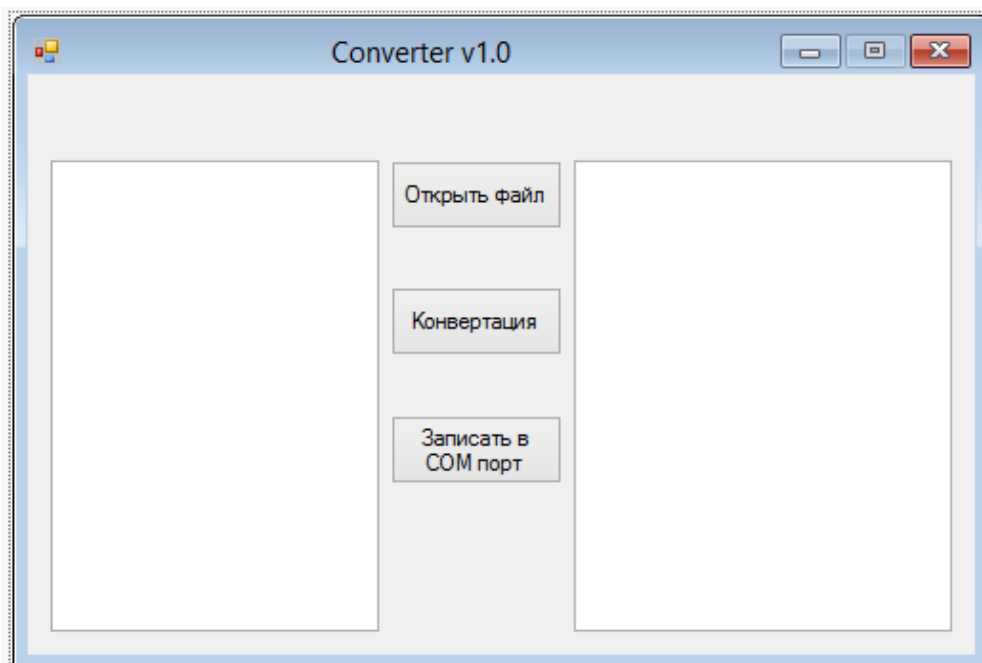 Converter v1.0
Открыть файл
Конвертация
Записать в
COM порт